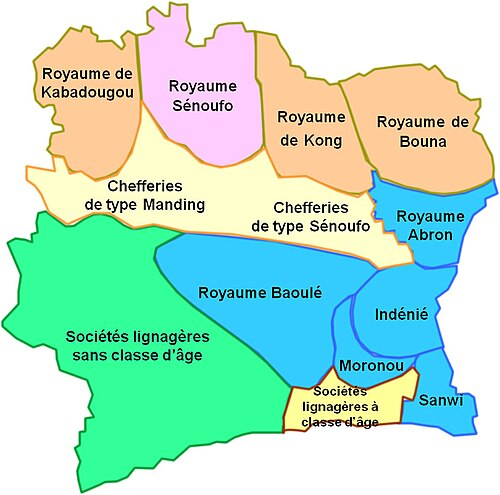 Royaume de
Kabadougou
Royaume
Sénoufo
Royaume
de Kong
Royaume de
Bouna
Chefferies
de type Manding
Chefferies
de type Sénoufo
Royaume
Abron
Royaume Baoulé
Indénié
Sociétés lignagères
sans classe d'âge
Moronou
Sociétés
lignagères à
classe d'âge
Sanwi